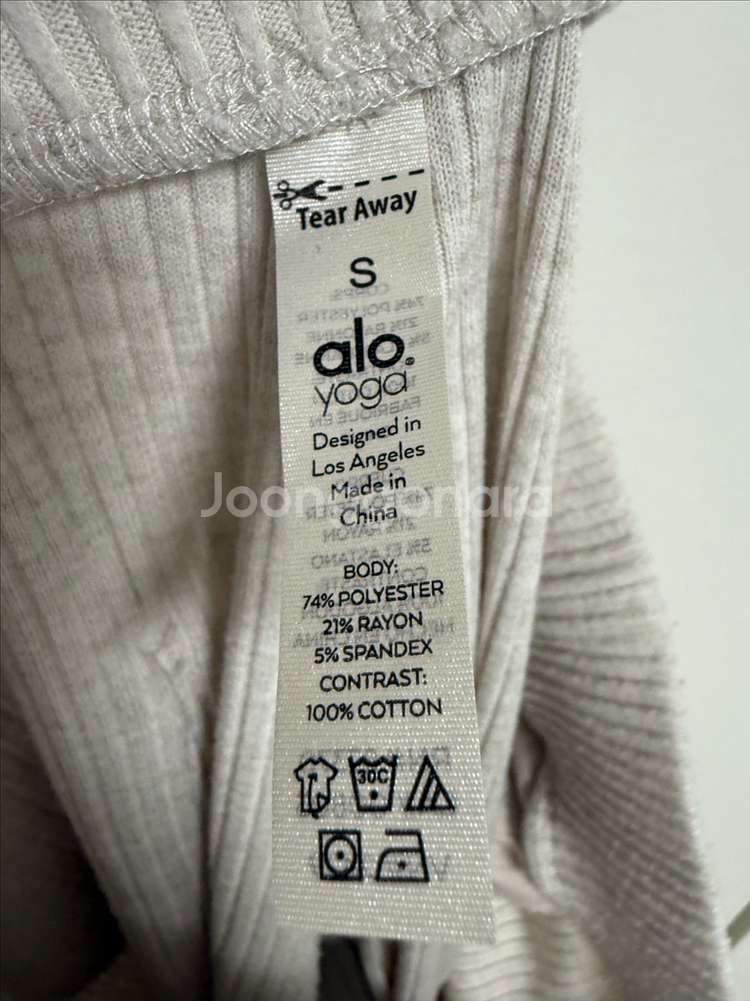 Tear Away
S
alo
yoga
Designed in
Los Angeles
Made in
China
BODY:
74% POLYESTER
21% RAYON
5% SPANDEX
CONTRAST:
100% COTTON
30C